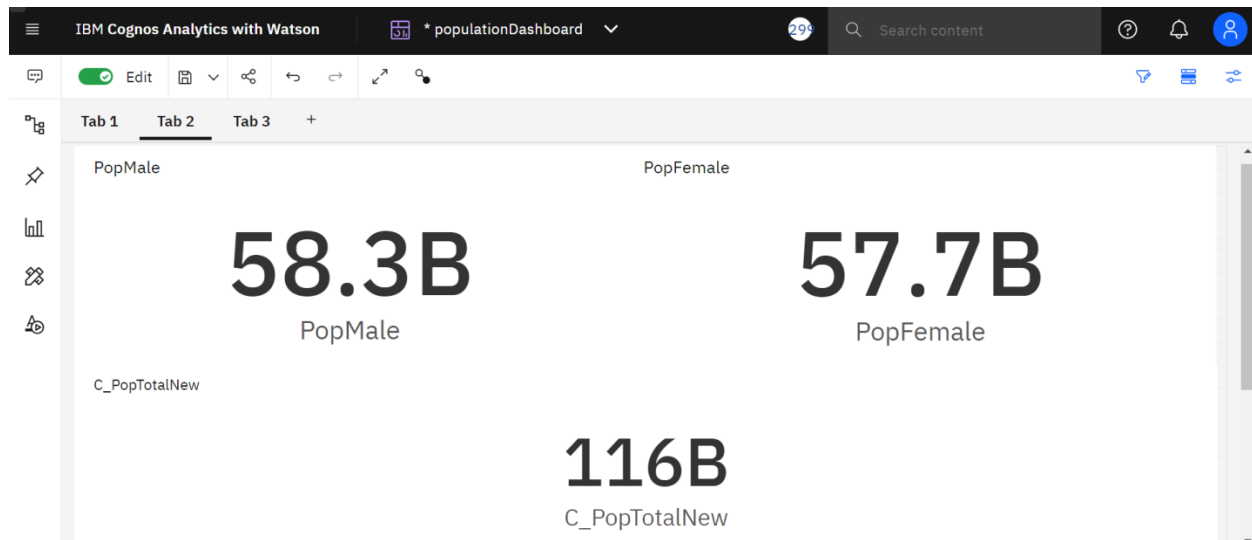 IBM Cognos Analytics with Watson
* populationDashboard
299
Search content
Edit
Tab 1 Tab 2 Tab 3 +
PopMale
PopFemale
58.3B
57.7B
PopMale
PopFemale
C_PopTotalNew
116B
C_PopTotalNew